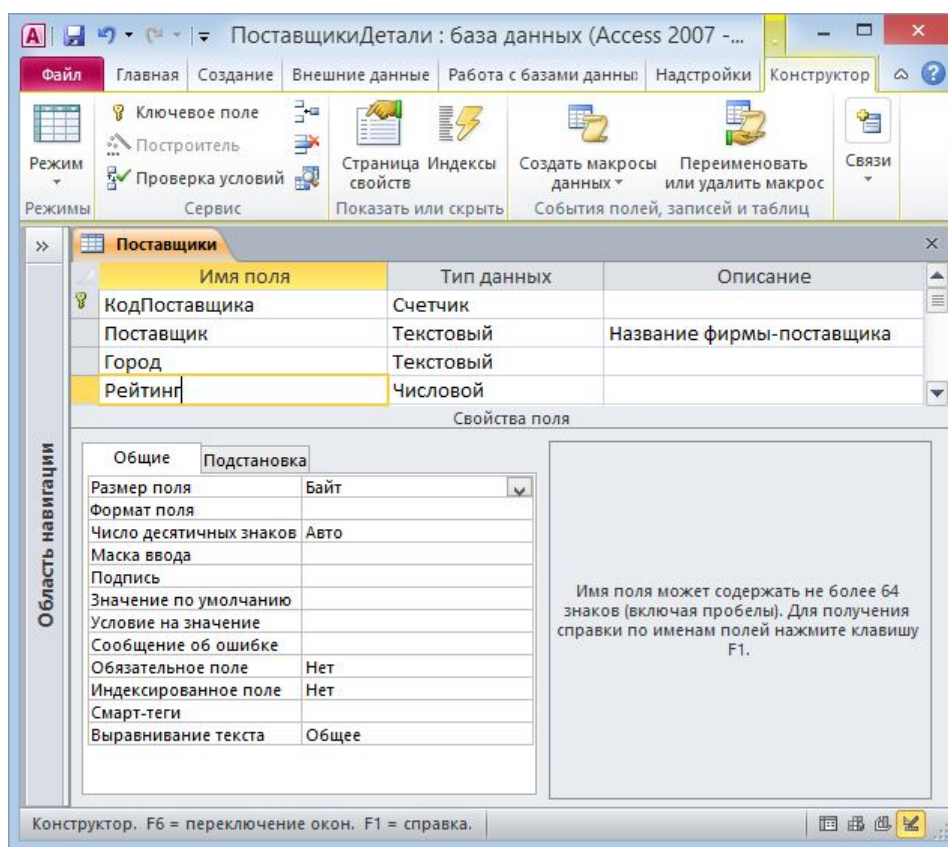 ПоставщикиДетали : база данных (Access 2007 -...
Файл Главная Создание Внешние данные Работа с базами данны: Надстройки Конструктор
Режим
Ключевое поле
Построитель
Проверка условий
Страница свойств
Индексы
Создать макросы данных
Переименовать или удалить макрос
Связи
Режимы Сервис Показать или скрыть События полей, записей и таблиц
Поставщики
Имя поля Тип данных Описание
КодПоставщика Счетчик
Поставщик Текстовый Название фирмы-поставщика
Город Текстовый
Рейтинг Числовой
Свойства поля
Область навигации
Общие Подстановка
Размер поля Байт
Формат поля
Число десятичных знаков Авто
Маска ввода
Подпись
Значение по умолчанию
Условие на значение
Сообщение об ошибке
Обязательное поле Нет
Индексированное поле Нет
Смарт-теги
Выравнивание текста Общее
Имя поля может содержать не более 64
знаков (включая пробелы). Для получения
справки по именам полей нажмите клавишу
F1.
Конструктор. F6 = переключение окон. F1 = справка.